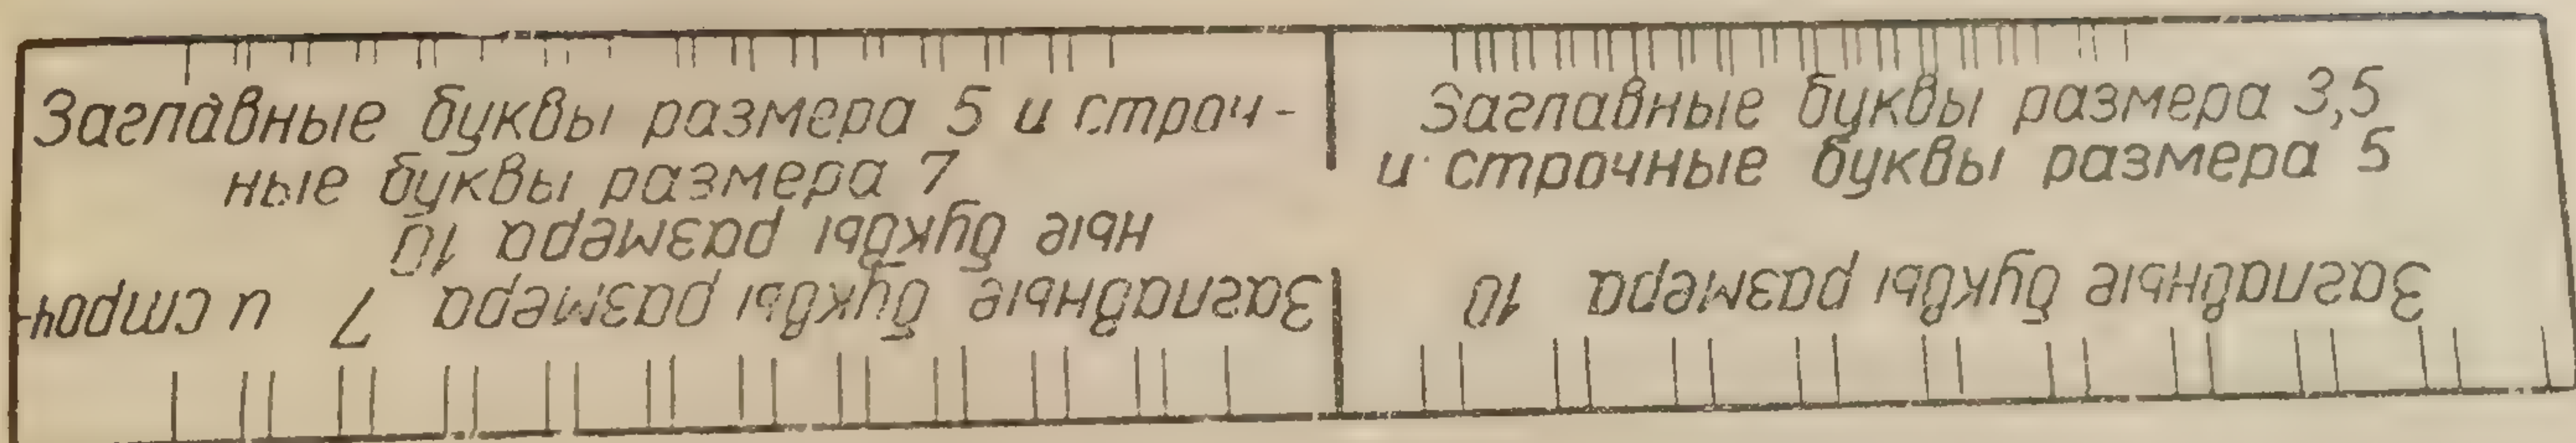 Заглавные буквы размера 5 и строч-
ные буквы размера 7
Заглавные буквы размера 3,5
и строчные буквы размера 5
Заглавные буквы размера 10
Заглавные буквы размера 7 и строч-
ные буквы размера 10